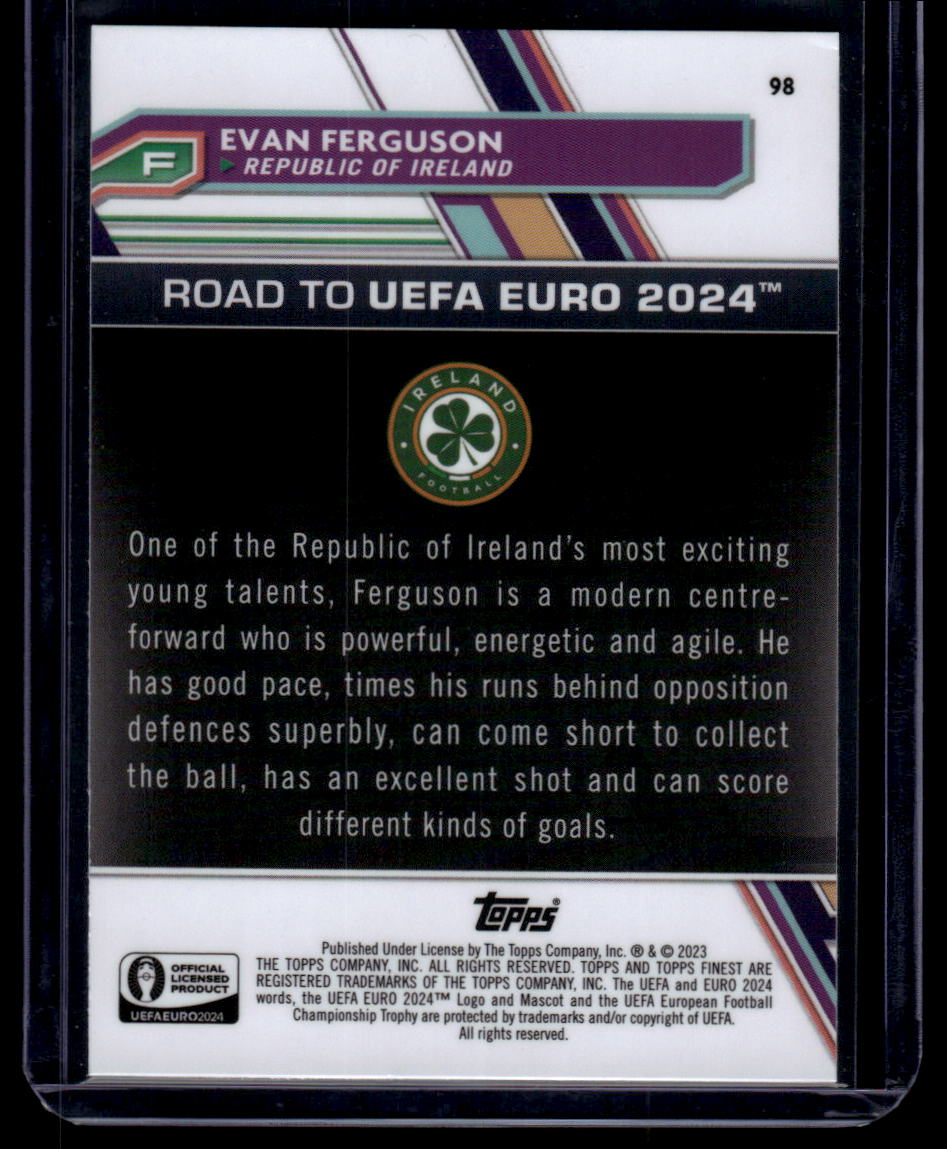 98
EVAN FERGUSON
F
REPUBLIC OF IRELAND
ROAD TO UEFA EURO 2024™
IRELAND
FOOTBALL
One of the Republic of Ireland's most exciting
young talents, Ferguson is a modern centre-
forward who is powerful, energetic and agile. He
has good pace, times his runs behind opposition
defences superbly, can come short to collect
the ball, has an excellent shot and can score
different kinds of goals.
topps®
Published Under License by The Topps Company, Inc. ® & © 2023
THE TOPPS COMPANY, INC. ALL RIGHTS RESERVED. TOPPS AND TOPPS FINEST ARE
REGISTERED TRADEMARKS OF THE TOPPS COMPANY, INC. The UEFA and EURO 2024
words, the UEFA EURO 2024™ Logo and Mascot and the UEFA European Football
Championship Trophy are protected by trademarks and/or copyright of UEFA.
All rights reserved.
OFFICIAL
LICENSED
PRODUCT
UEFAEURO2024